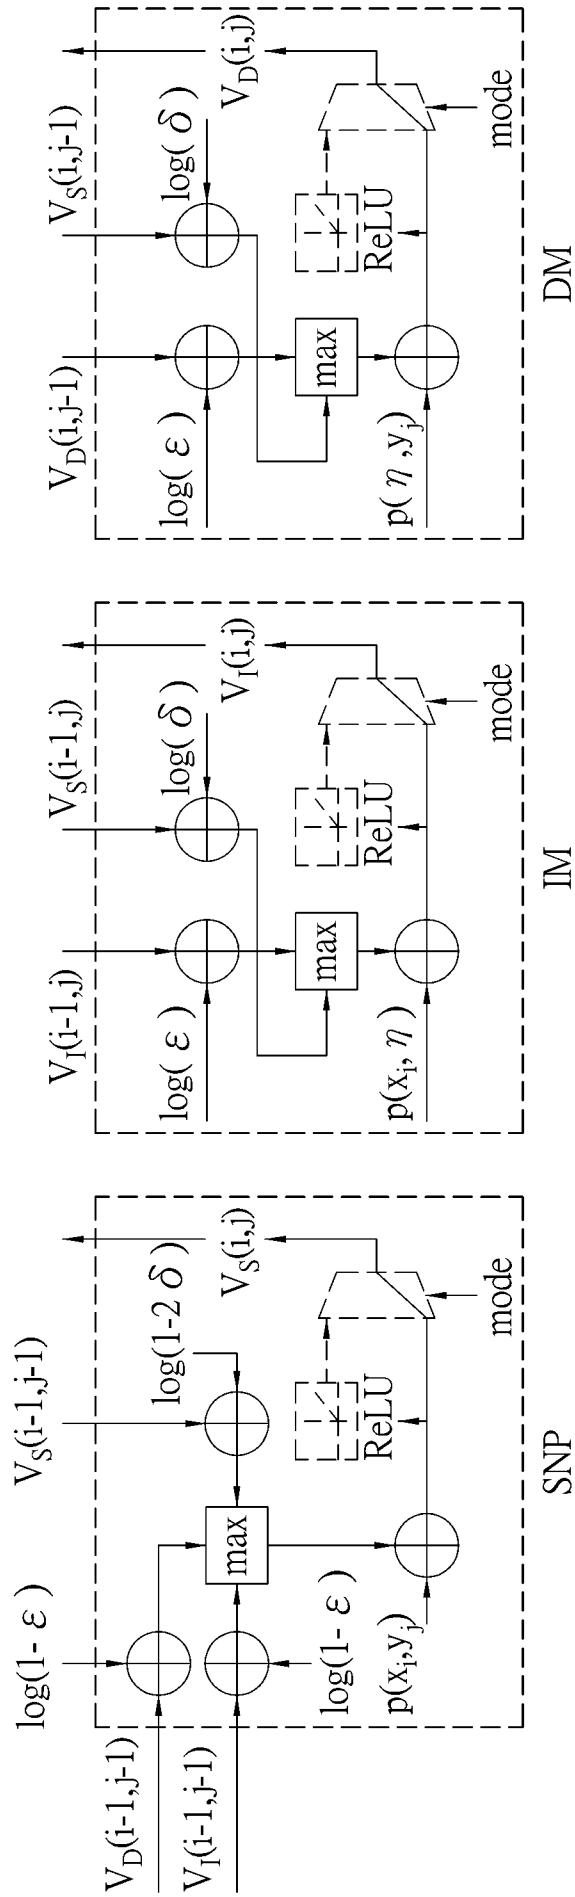 log(1-ε)
V_D(i-1,j-1)
V_I(i-1,j-1)
V_S(i-1,j-1)
log(1-2δ)
max
log(1-ε)
p(x_i,y_j)
ReLU
V_S(i,j)
mode
SNP
V_I(i-1,j)
V_S(i-1,j)
log(ε)
log(δ)
max
p(x_i,η)
ReLU
V_I(i,j)
mode
IM
V_D(i,j-1)
V_S(i,j-1)
log(ε)
log(δ)
max
p(η,y_j)
ReLU
V_D(i,j)
mode
DM